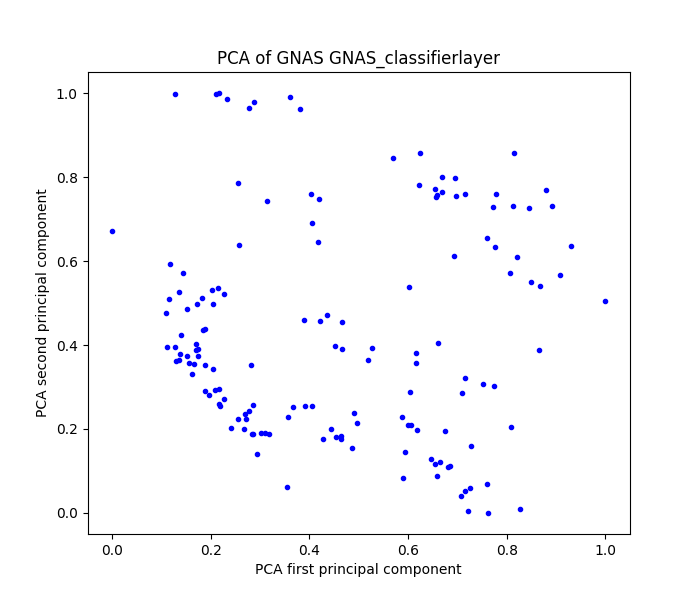 PCA of GNAS GNAS_classifierlayer
PCA second principal component
1.0
0.8
0.6
0.4
0.2
0.0
0.0 0.2 0.4 0.6 0.8 1.0
PCA first principal component